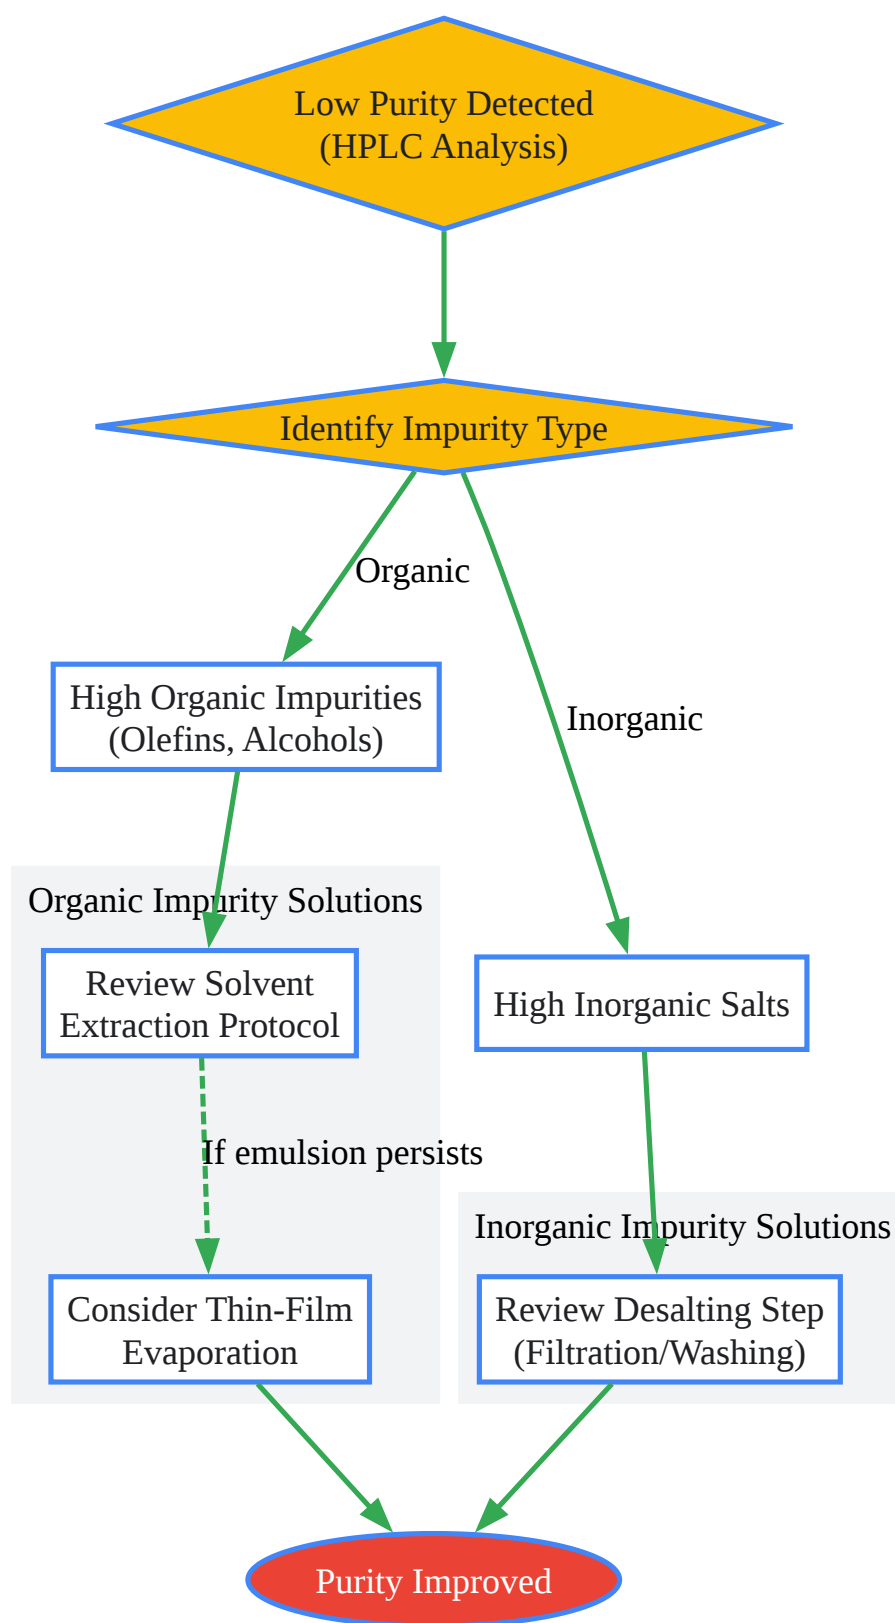 Low Purity Detected
(HPLC Analysis)
Identify Impurity Type
Organic
High Organic Impurities
(Olefins, Alcohols)
Inorganic
Organic Impurity Solutions
Review Solvent
Extraction Protocol
High Inorganic Salts
If emulsion persists
Inorganic Impurity Solutions
Consider Thin-Film
Evaporation
Review Desalting Step
(Filtration/Washing)
Purity Improved